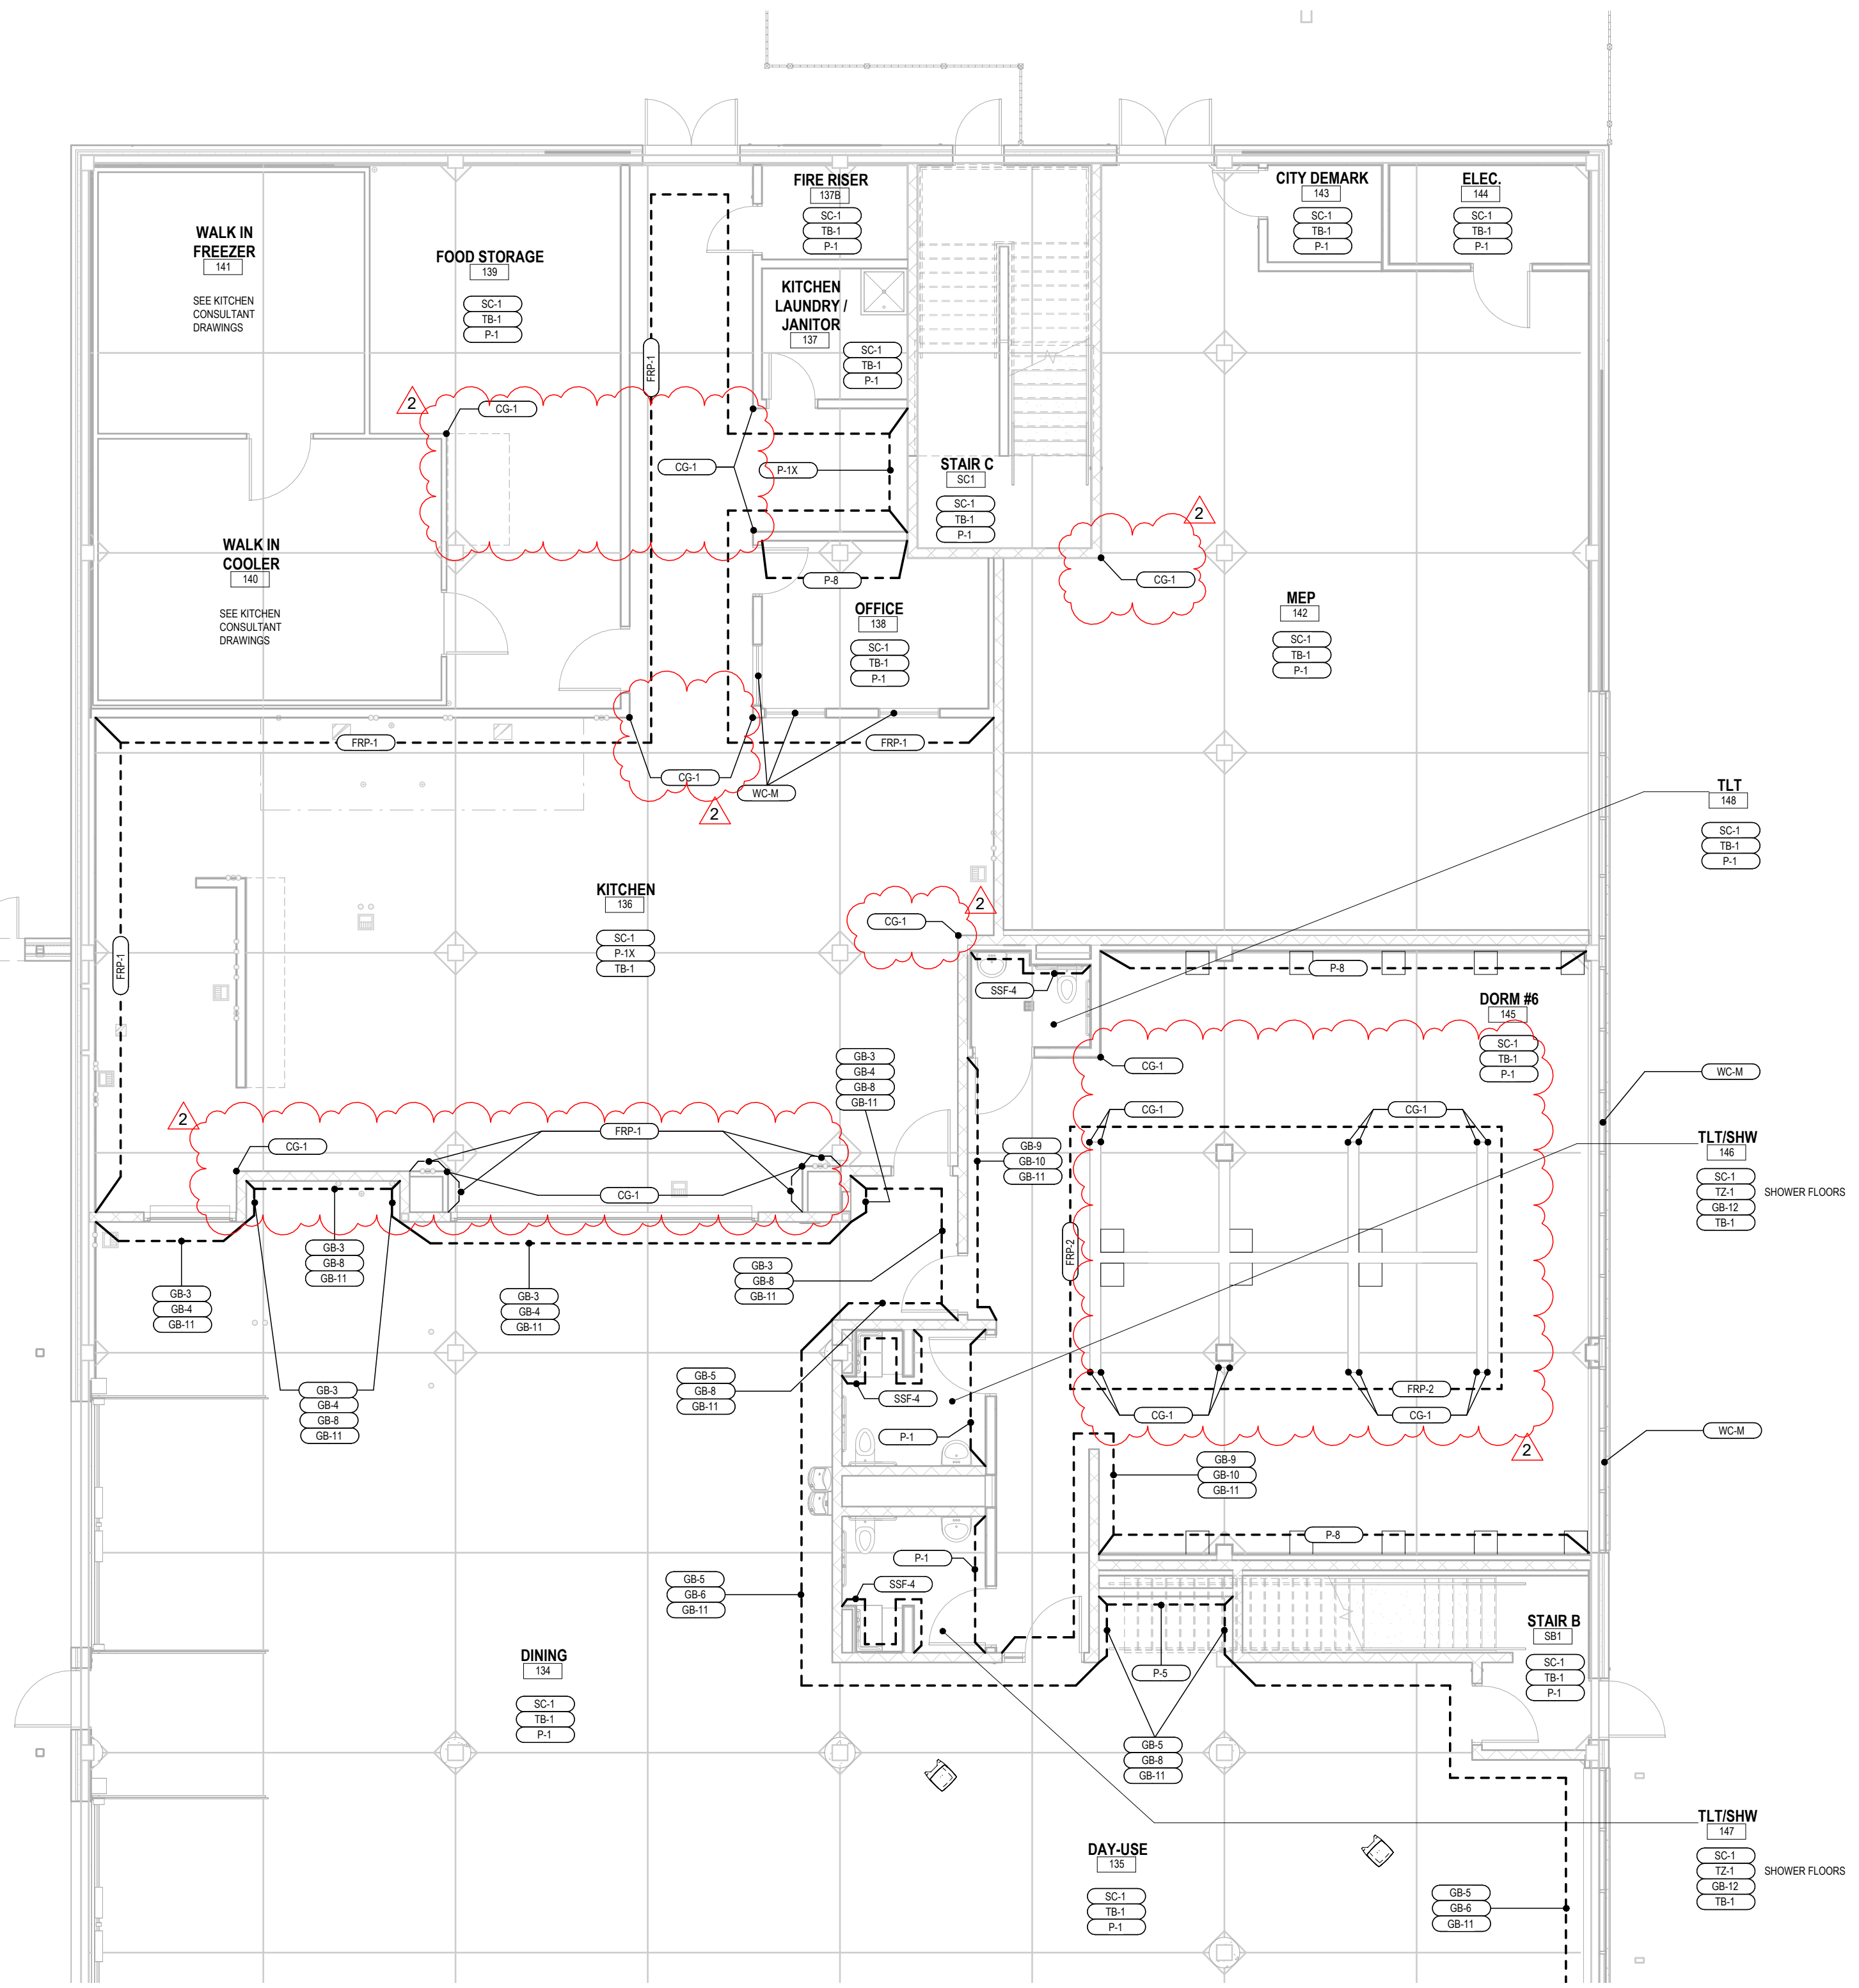 FIRE RISER
137B
SC-1
TB-1
P-1
CITY DEMARK
143
SC-1
TB-1
P-1
ELEC.
144
SC-1
TB-1
P-1
WALK IN
FREEZER
141
SEE KITCHEN
CONSULTANT
DRAWINGS
FOOD STORAGE
139
SC-1
TB-1
P-1
KITCHEN
LAUNDRY /
JANITOR
137
SC-1
TB-1
P-1
FRP-1
2
CG-1
CG-1
P-1X
STAIR C
SC1
SC-1
TB-1
P-1
2
CG-1
WALK IN
COOLER
140
SEE KITCHEN
CONSULTANT
DRAWINGS
P-8
OFFICE
138
SC-1
TB-1
P-1
MEP
142
SC-1
TB-1
P-1
FRP-1
FRP-1
CG-1
WC-M
2
TLT
148
SC-1
TB-1
P-1
KITCHEN
136
SC-1
P-1X
TB-1
FRP-1
CG-1
2
SSF-4
P-8
DORM #6
145
SC-1
TB-1
P-1
CG-1
WC-M
GB-3
GB-4
GB-8
GB-11
CG-1
CG-1
2
FRP-1
CG-1
CG-1
GB-9
GB-10
GB-11
TLT/SHW
146
SC-1
TZ-1 SHOWER FLOORS
GB-12
TB-1
FRP-2
GB-3
GB-8
GB-11
GB-3
GB-8
GB-11
GB-3
GB-4
GB-11
GB-3
GB-4
GB-11
GB-3
GB-4
GB-8
GB-11
GB-5
GB-8
GB-11
SSF-4
P-1
FRP-2
CG-1
CG-1
2
WC-M
GB-9
GB-10
GB-11
P-8
P-1
SSF-4
GB-5
GB-6
GB-11
STAIR B
SB1
SC-1
TB-1
P-1
DINING
134
SC-1
TB-1
P-1
P-5
GB-5
GB-8
GB-11
TLT/SHW
147
SC-1
TZ-1 SHOWER FLOORS
GB-12
TB-1
DAY-USE
135
SC-1
TB-1
P-1
GB-5
GB-6
GB-11